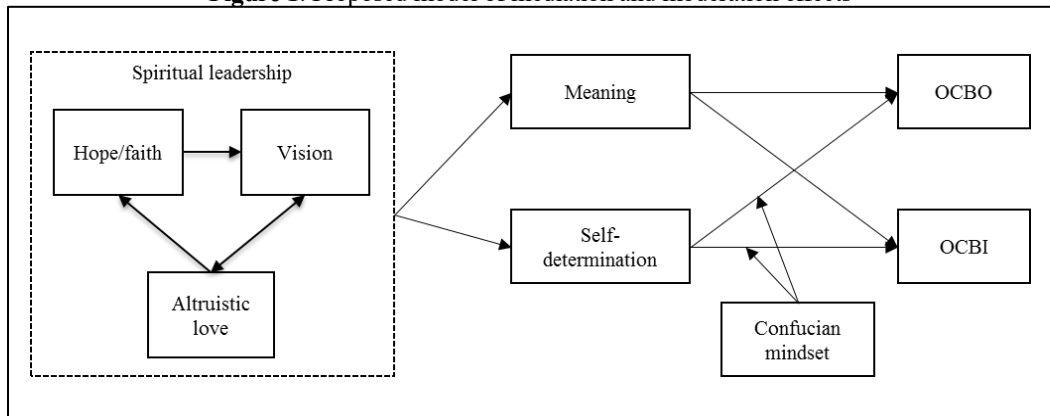 Figure 1. Proposed model of mediation and moderation effects
Spiritual leadership
Hope/faith
Vision
Altruistic
love
Meaning
Self-
determination
OCBO
OCBI
Confucian
mindset